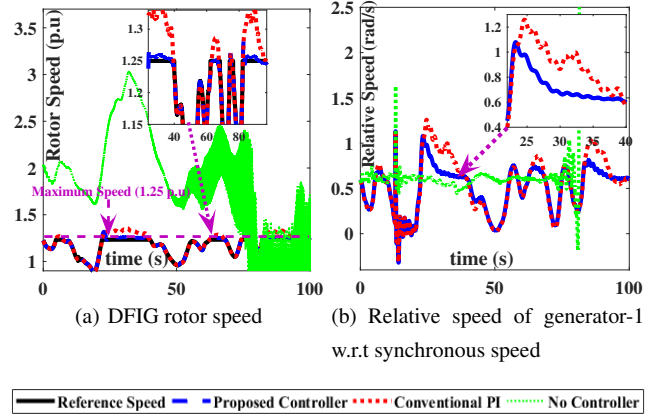 3.5
3
2.5
2
1.5
1
Rotor Speed (p.u)
1.3
1.25
1.2
1.15
40 60 80
Maximum Speed (1.25 p.u)
time (s)
0 50 100
(a) DFIG rotor speed
2.5
2
1.5
1
0.5
0
Relative Speed (rad/s)
1.2
1
0.8
0.6
0.4
25 30 35 40
time (s)
0 50 100
(b) Relative speed of generator-1
w.r.t synchronous speed
Reference Speed Proposed Controller Conventional PI No Controller